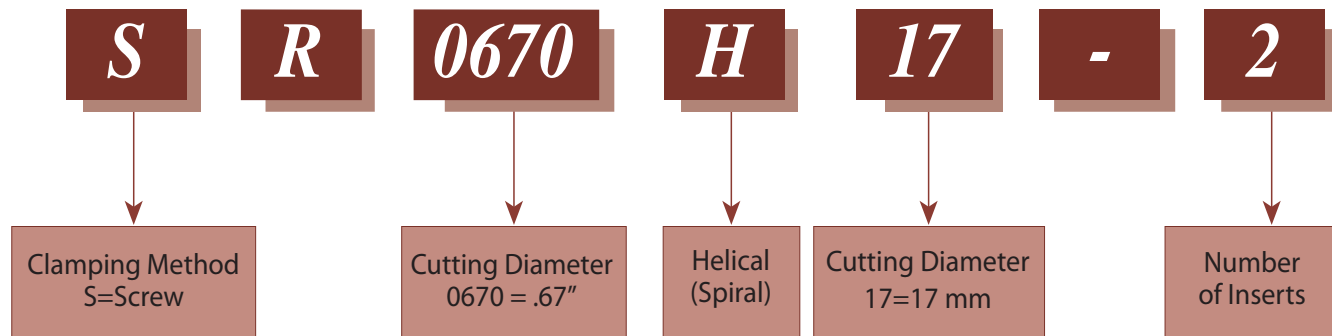 S R 0670 H 17 - 2
Clamping Method
S=Screw
Cutting Diameter
0670 = .67”
Helical
(Spiral)
Cutting Diameter
17=17 mm
Number
of Inserts